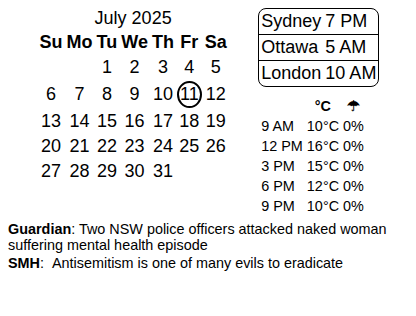 July 2025
Su Mo Tu We Th Fr Sa
1 2 3 4 5
6 7 8 9 10 11 12
13 14 15 16 17 18 19
20 21 22 23 24 25 26
27 28 29 30 31
Sydney 7 PM
Ottawa 5 AM
London 10 AM
°C ☂
9 AM 10°C 0%
12 PM 16°C 0%
3 PM 15°C 0%
6 PM 12°C 0%
9 PM 10°C 0%
Guardian: Two NSW police officers attacked naked woman
suffering mental health episode
SMH: Antisemitism is one of many evils to eradicate